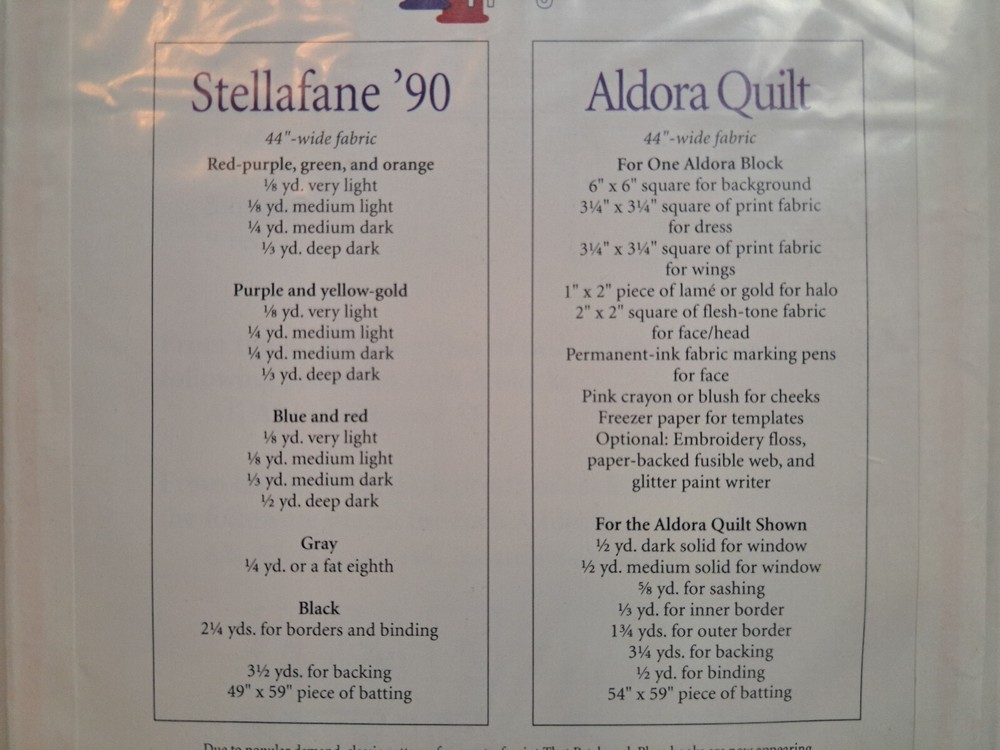 Stellafane ’90
44"-wide fabric
Red-purple, green, and orange
⅛ yd. very light
⅛ yd. medium light
¼ yd. medium dark
⅓ yd. deep dark
Purple and yellow-gold
⅛ yd. very light
¼ yd. medium light
¼ yd. medium dark
⅓ yd. deep dark
Blue and red
⅛ yd. very light
⅛ yd. medium light
⅓ yd. medium dark
½ yd. deep dark
Gray
¼ yd. or a fat eighth
Black
2¼ yds. for borders and binding
3½ yds. for backing
49" x 59" piece of batting
Aldora Quilt
44"-wide fabric
For One Aldora Block
6" x 6" square for background
3¼" x 3¼" square of print fabric
for dress
3¼" x 3¼" square of print fabric
for wings
1" x 2" piece of lamé or gold for halo
2" x 2" square of flesh-tone fabric
for face/head
Permanent-ink fabric marking pens
for face
Pink crayon or blush for cheeks
Freezer paper for templates
Optional: Embroidery floss,
paper-backed fusible web, and
glitter paint writer
For the Aldora Quilt Shown
½ yd. dark solid for window
½ yd. medium solid for window
⅝ yd. for sashing
⅓ yd. for inner border
1¾ yds. for outer border
3¼ yds. for backing
½ yd. for binding
54" x 59" piece of batting
Due to popular demand,